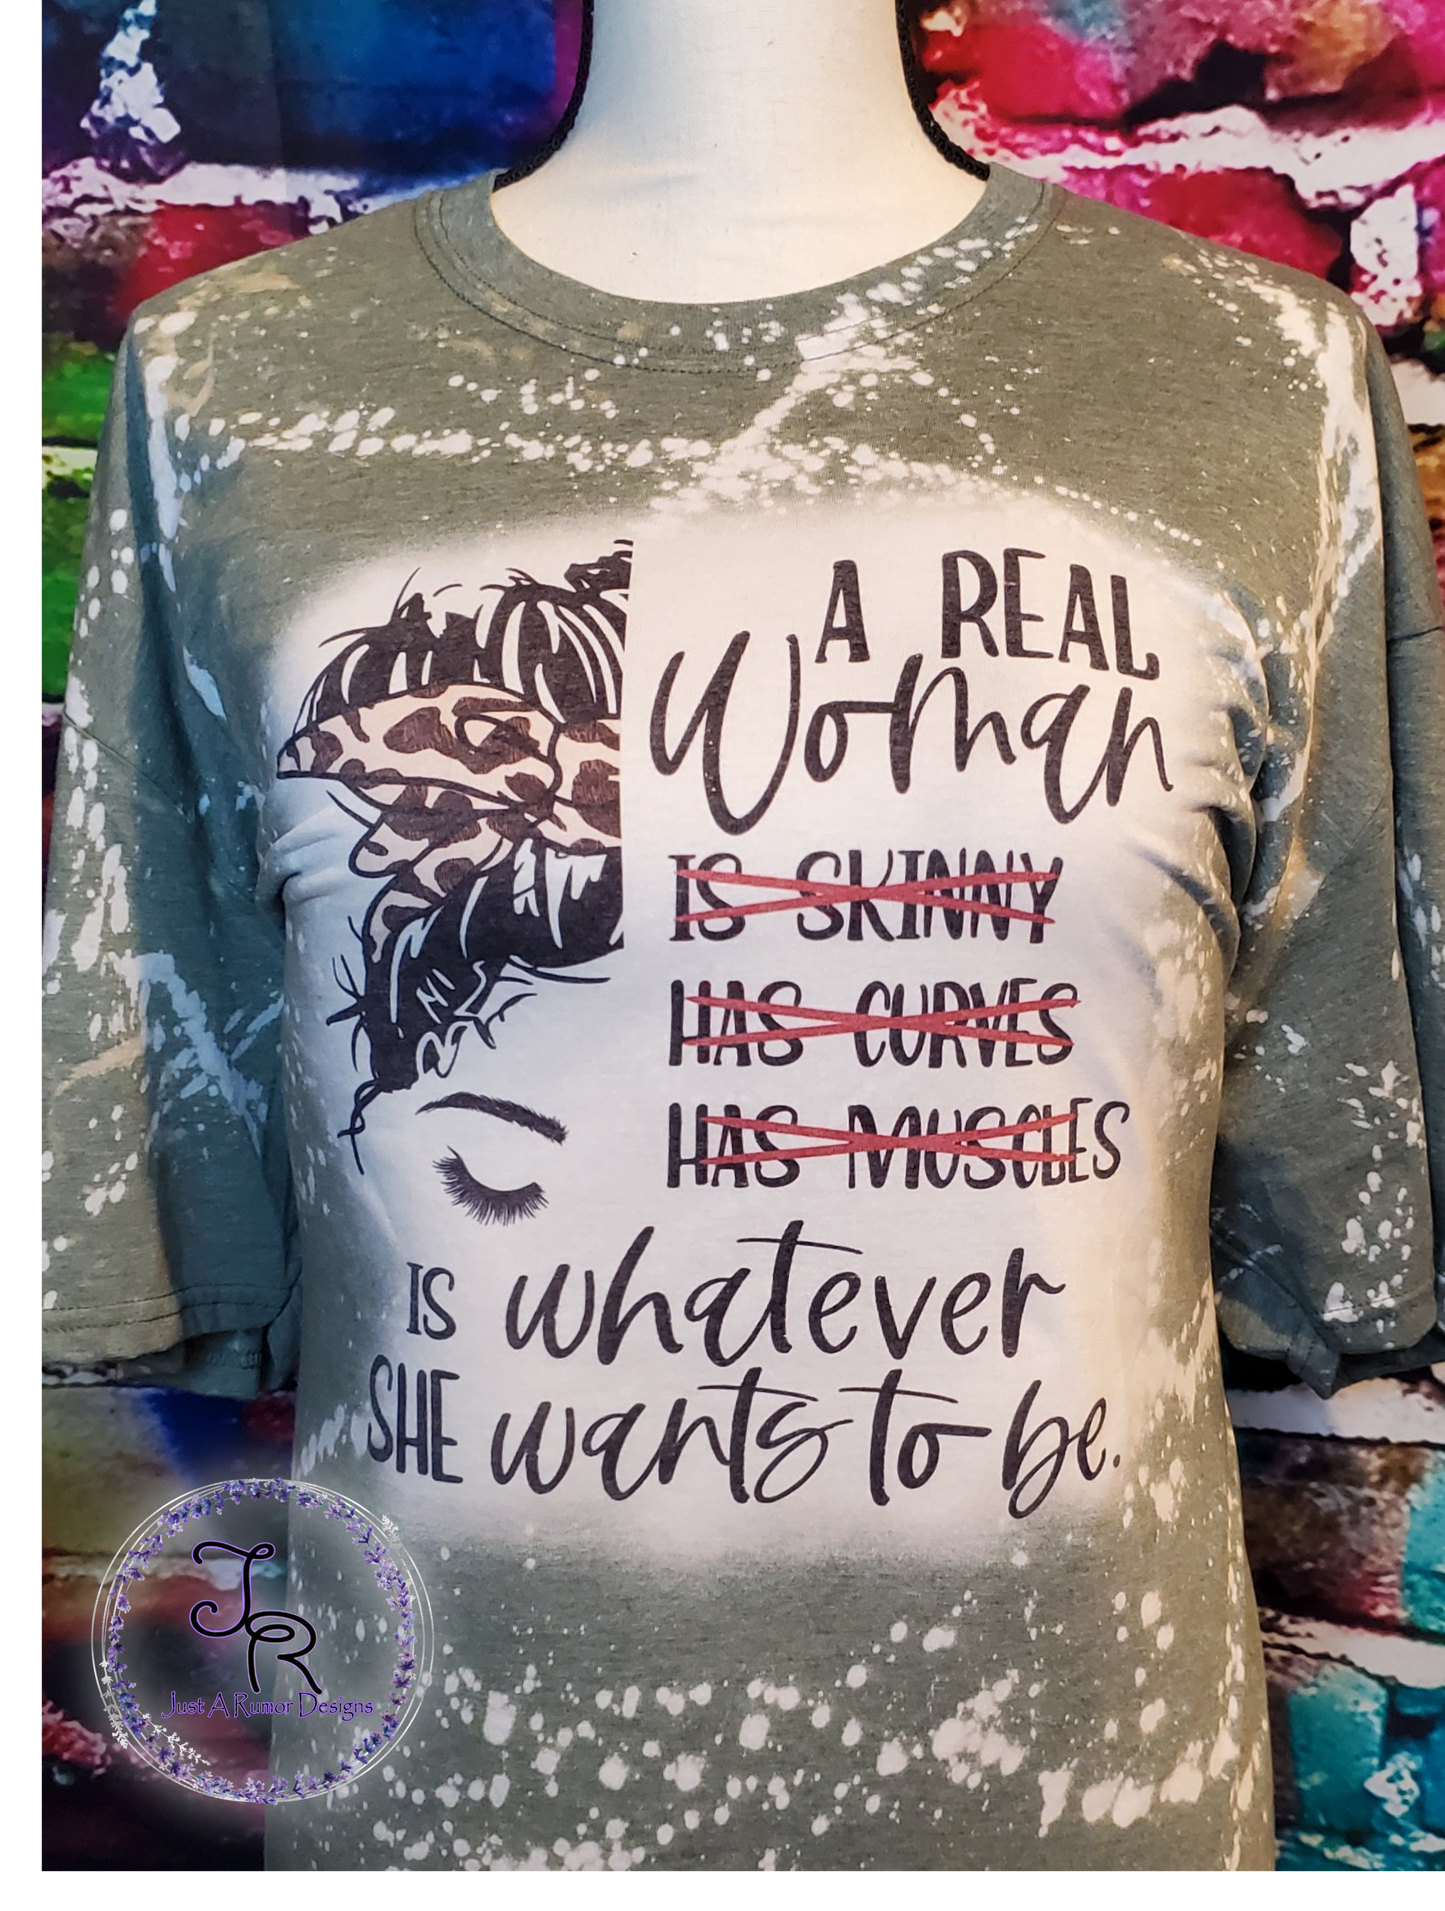 A REAL
Woman
IS SKINNY
HAS CURVES
HAS MUSCLES
IS whatever
SHE wants to be.
JR
Just A Rumor Designs